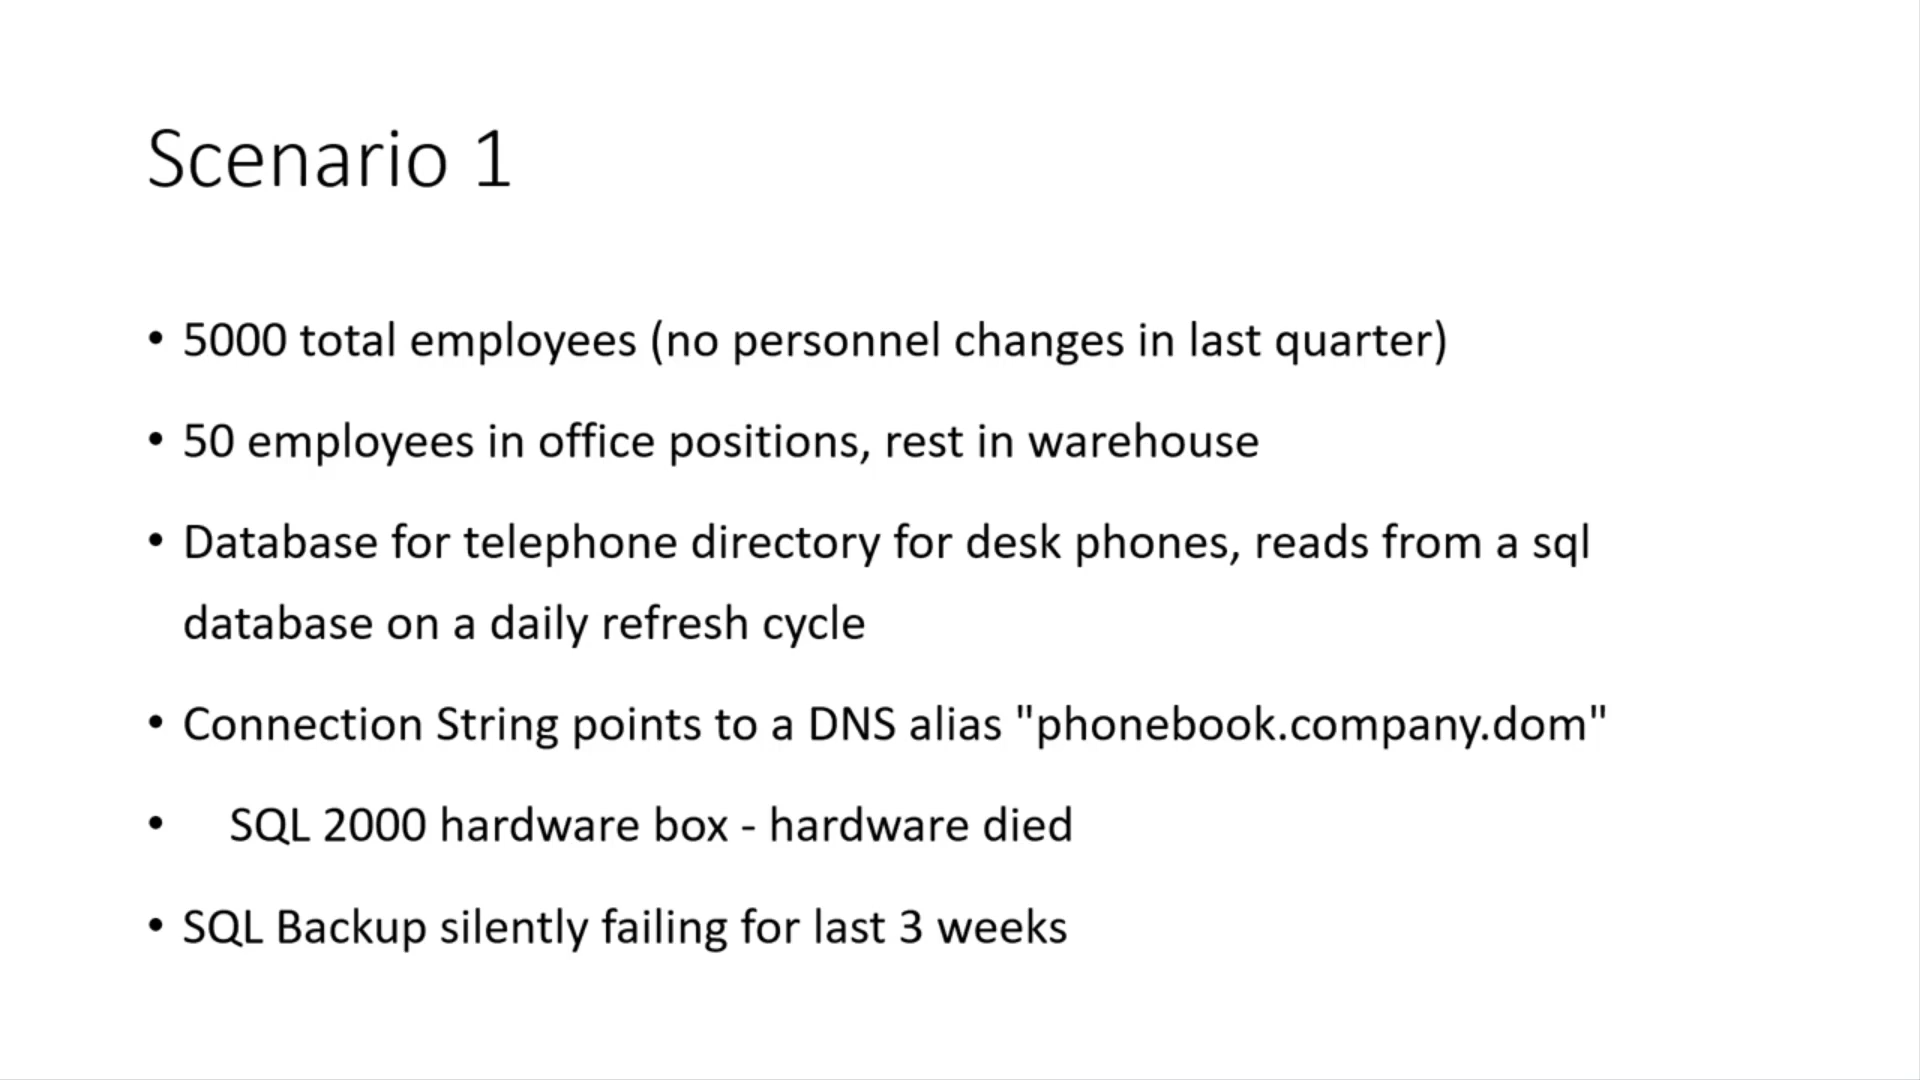 Scenario 1
• 5000 total employees (no personnel changes in last quarter)
• 50 employees in office positions, rest in warehouse
• Database for telephone directory for desk phones, reads from a sql
database on a daily refresh cycle
• Connection String points to a DNS alias "phonebook.company.dom"
• SQL 2000 hardware box - hardware died
• SQL Backup silently failing for last 3 weeks